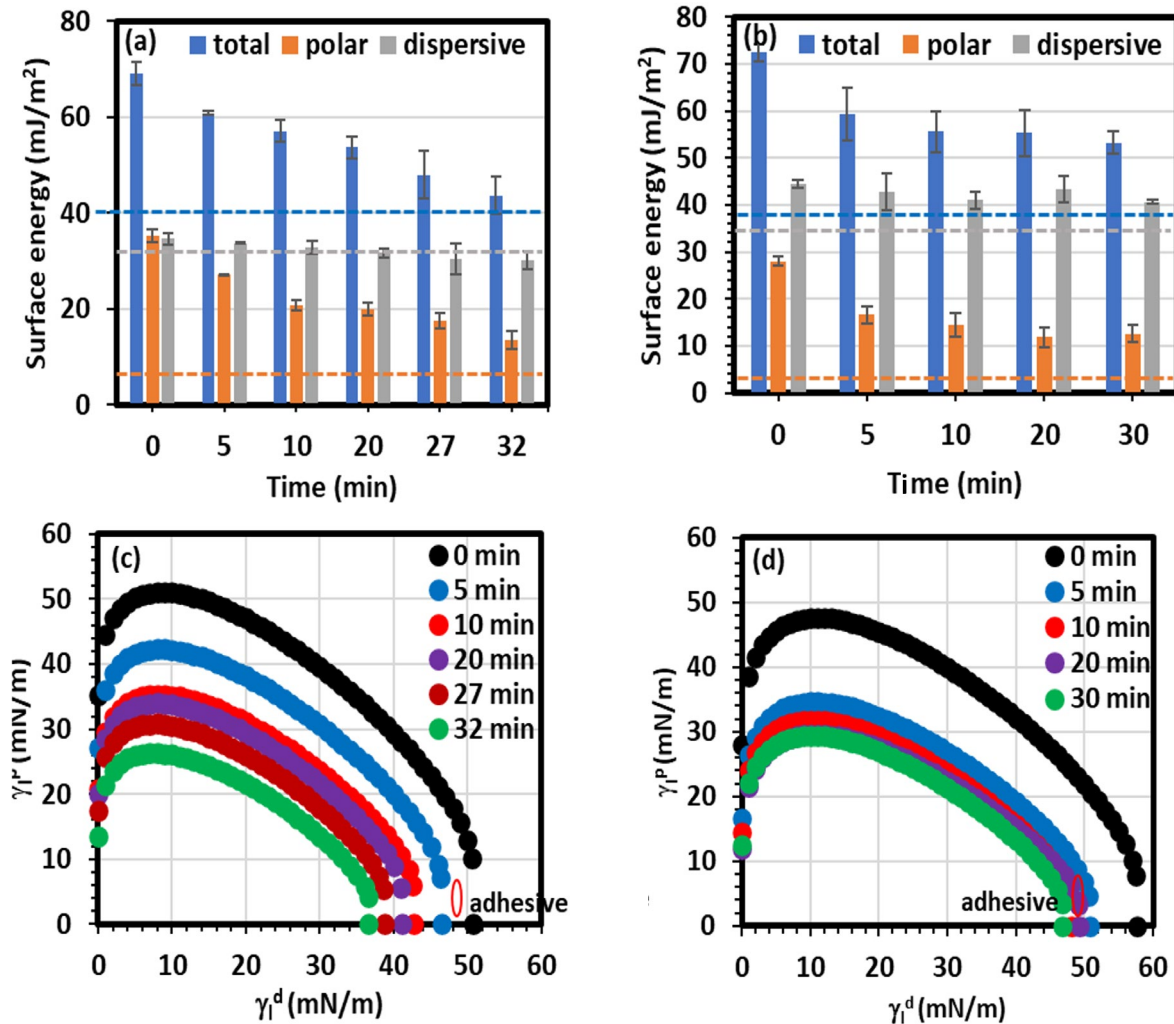 (a) total polar dispersive
Surface energy (mJ/m²)
80
60
40
20
0
0 5 10 20 27 32
Time (min)
(b) total polar dispersive
Surface energy (mJ/m²)
80
70
60
50
40
30
20
10
0
0 5 10 20 30
Time (min)
(c)
0 min
5 min
10 min
20 min
27 min
32 min
adhesive
(mN/m)
60
50
40
30
20
10
0
0 10 20 30 40 50 60
γₗᵈ (mN/m)
(d)
0 min
5 min
10 min
20 min
30 min
adhesive
γₗᴾ (mN/m)
60
50
40
30
20
10
0
0 10 20 30 40 50 60
γₗᵈ (mN/m)